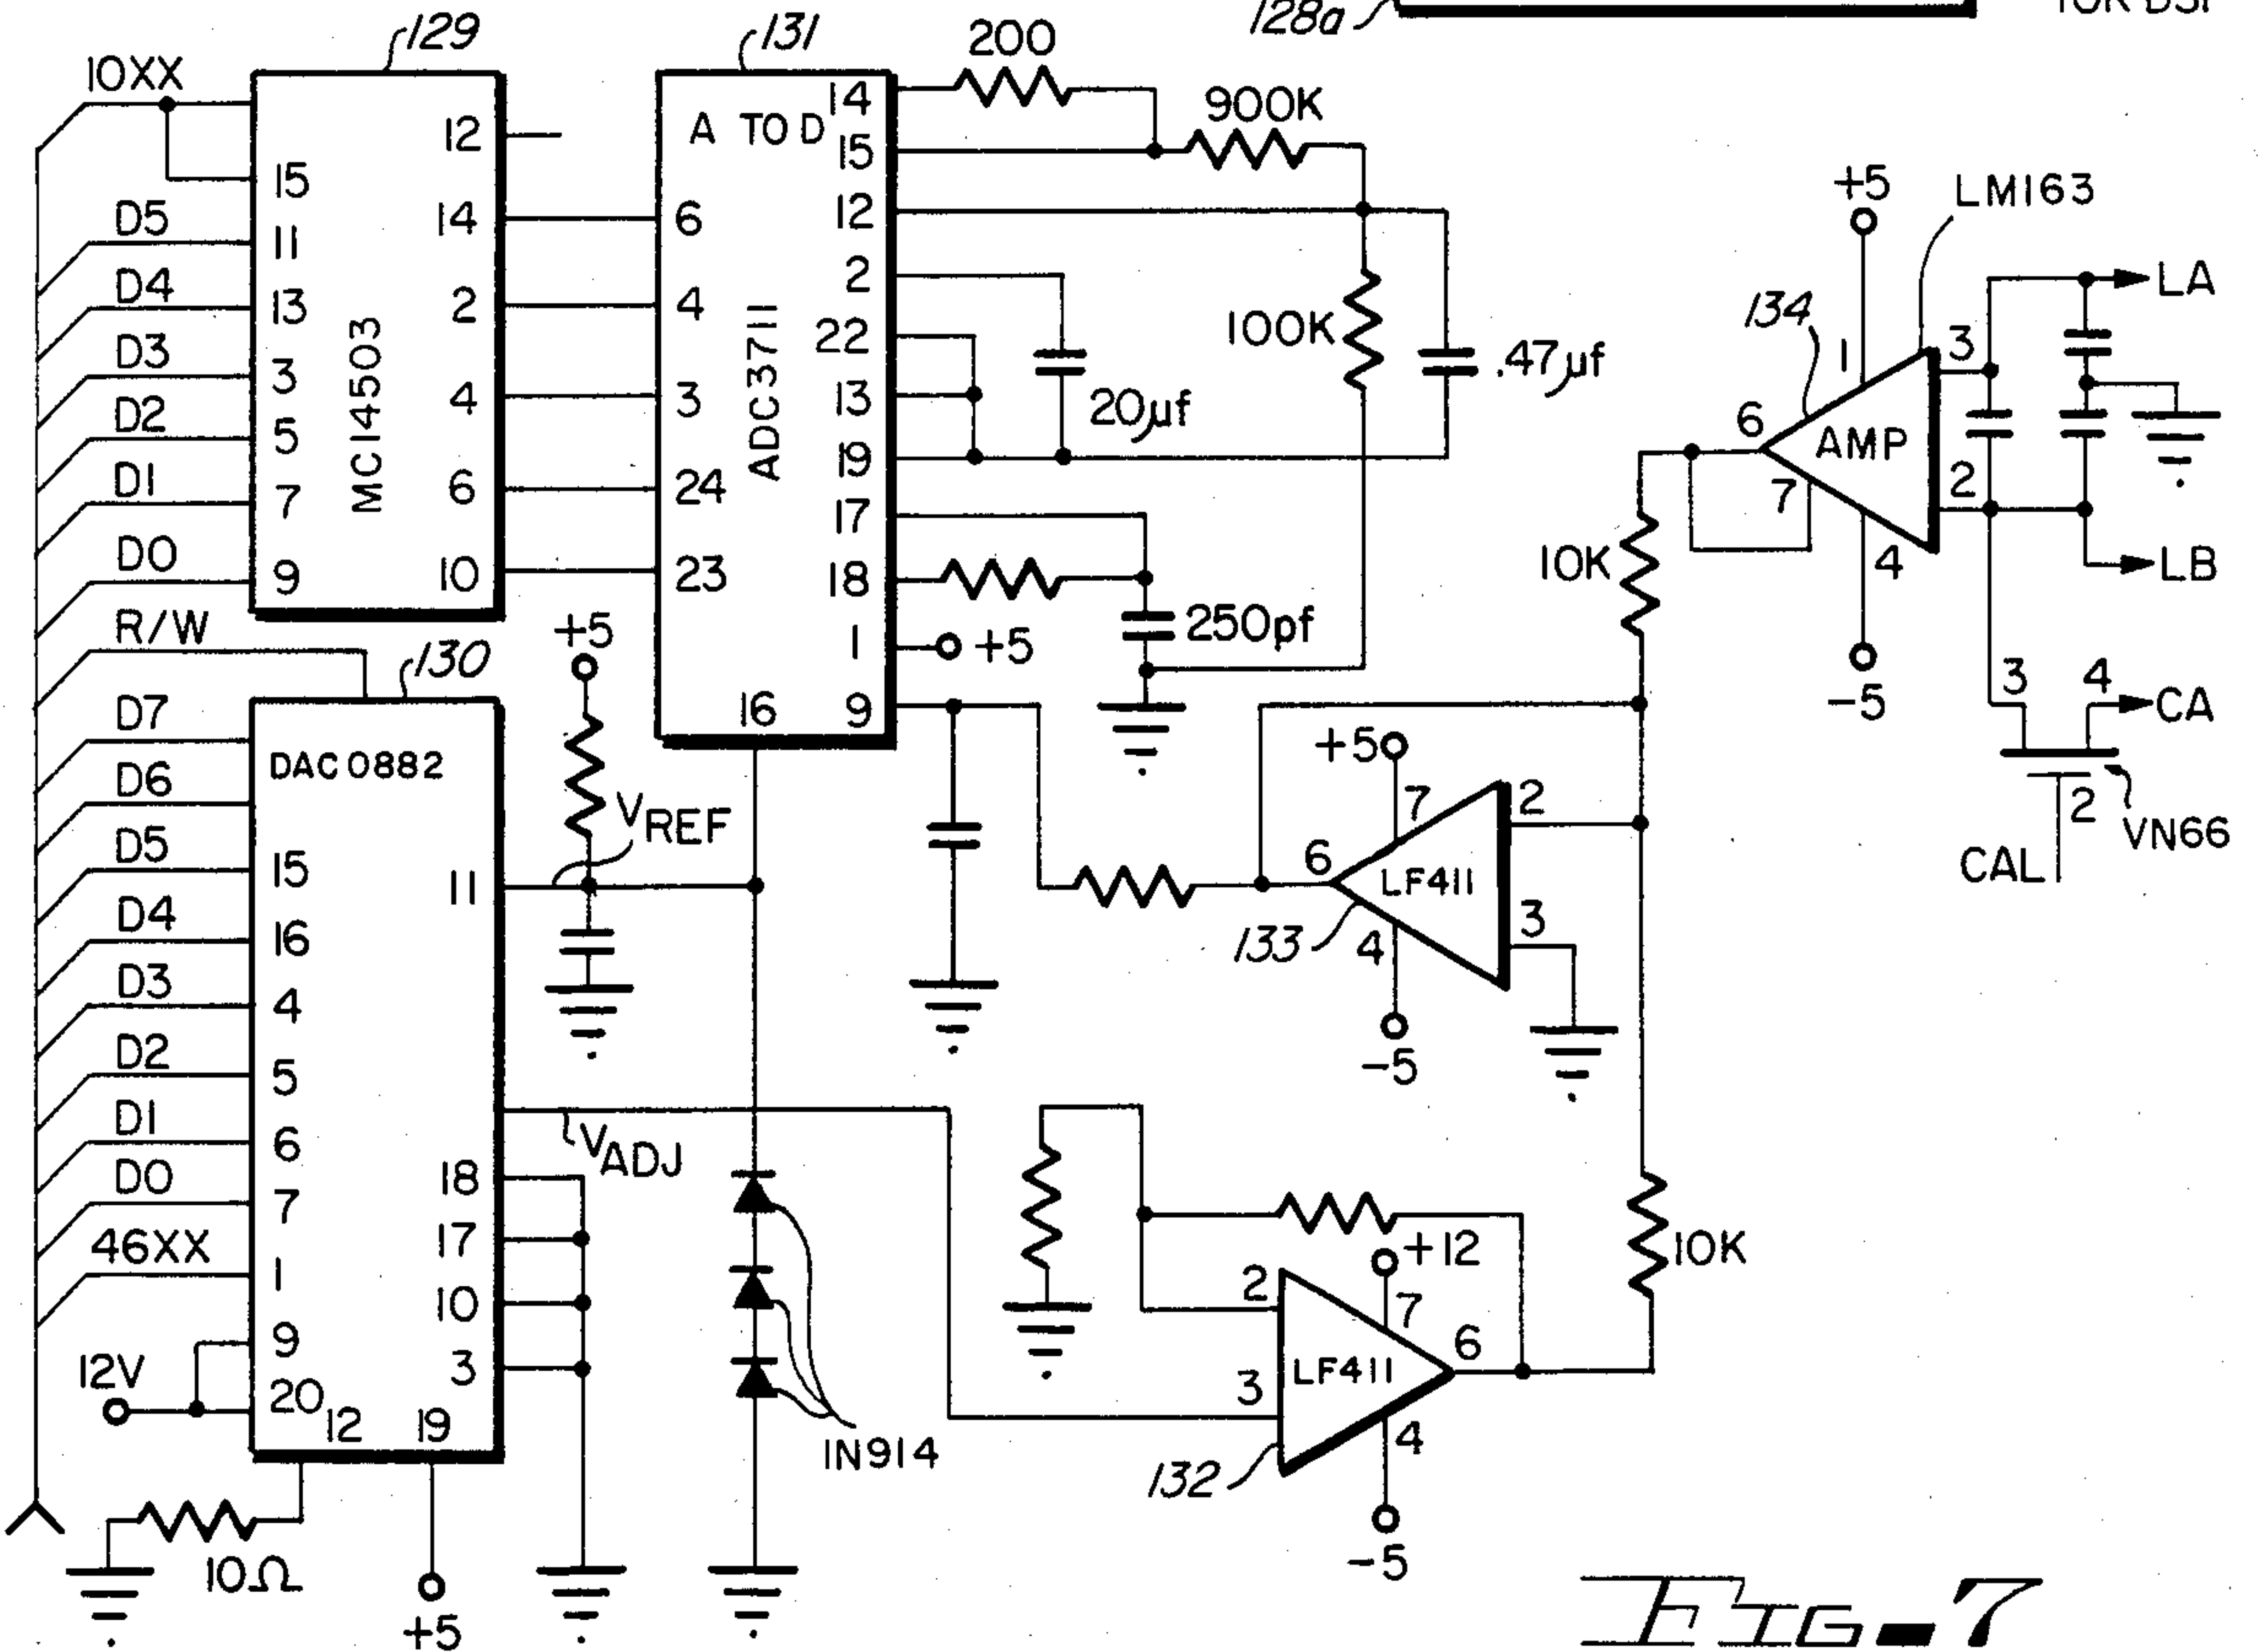 128a
129
10XX
12
15
D5
11
14
D4
13
D3
3
2
D2
5
4
D1
7
6
D0
9
10
MC14503
R/W
131
A TO D
ADC3711
6
4
3
24
23
14
15
12
2
22
13
19
17
18
1
9
16
200
900K
100K
.47µf
20µf
250pf
+5
+5
130
DAC0882
D7
D6
D5
15
D4
16
D3
4
D2
5
D1
6
D0
7
46XX
1
9
12V
20
12
19
11
18
17
10
3
10Ω
+5
VREF
VADJ
1N914
+5
LM163
134
1
3
LA
6
AMP
7
2
4
LB
-5
10K
3
4
CA
2
VN66
CAL
+5
7
2
6
LF411
133
4
3
-5
+12
2
7
6
LF411
3
4
132
-5
10K
FIG-7